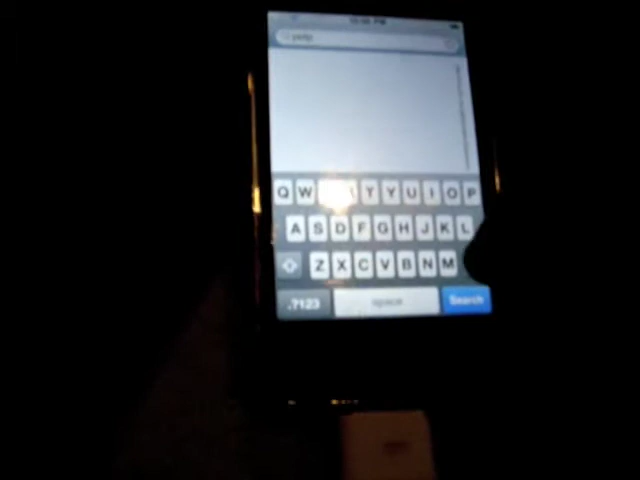 Q W Y Y U I O P
A S D F G H J K L
Z X C V B N M
.?123 space Search